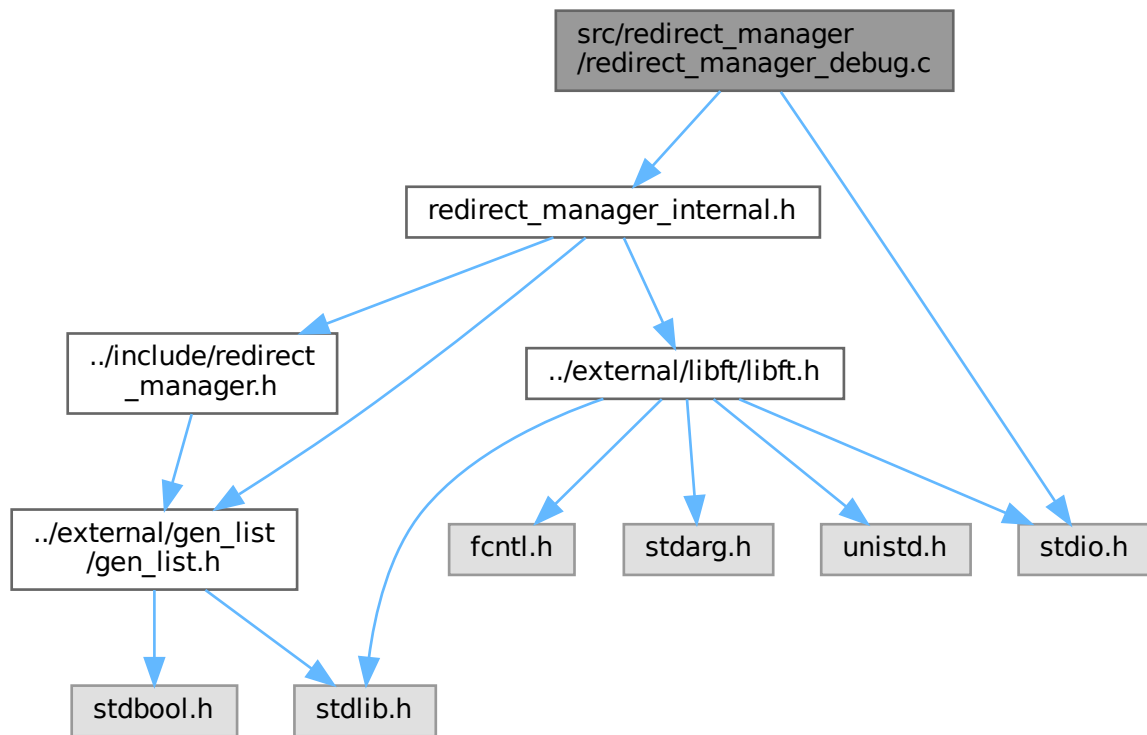 src/redirect_manager
/redirect_manager_debug.c
redirect_manager_internal.h
../include/redirect
_manager.h
../external/libft/libft.h
../external/gen_list
/gen_list.h
fcntl.h
stdarg.h
unistd.h
stdio.h
stdbool.h
stdlib.h